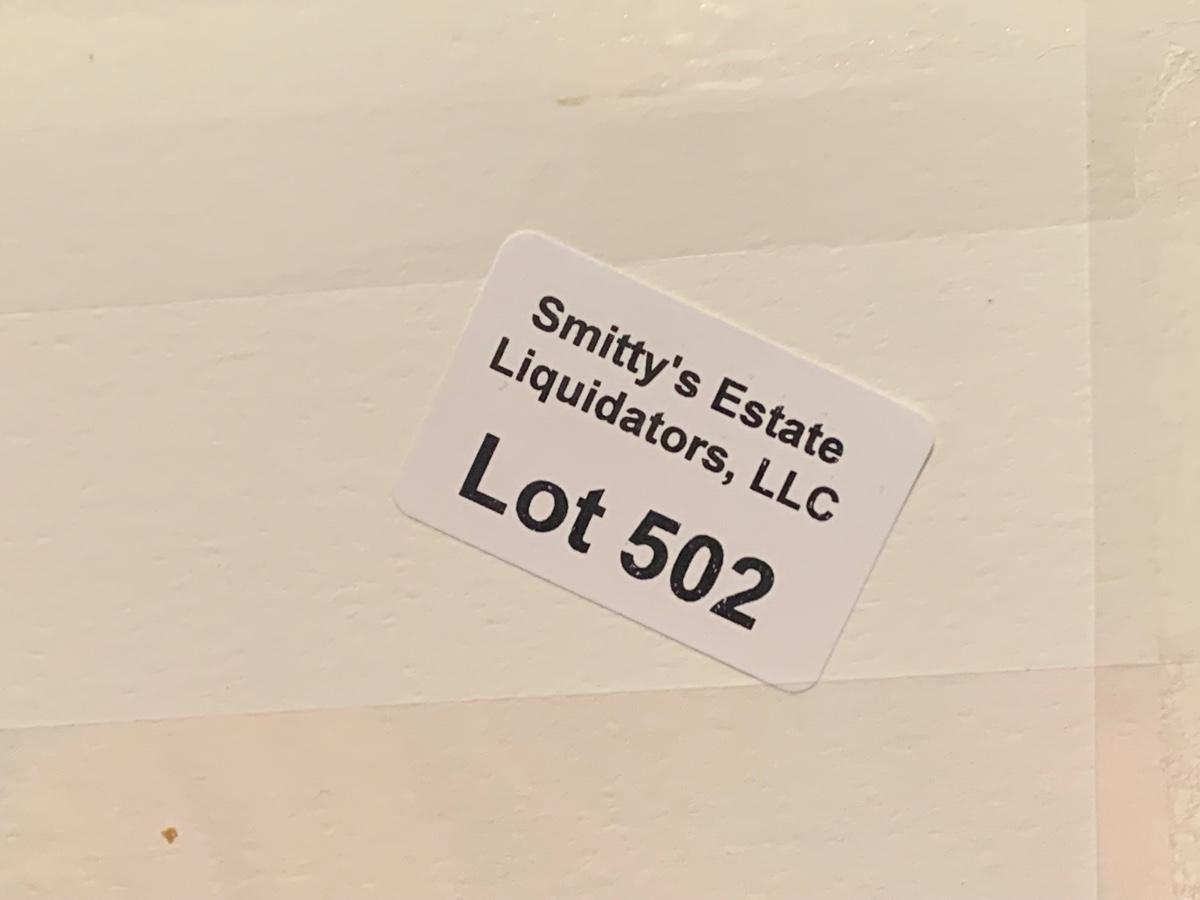 Smitty's Estate
Liquidators, LLC
Lot 502